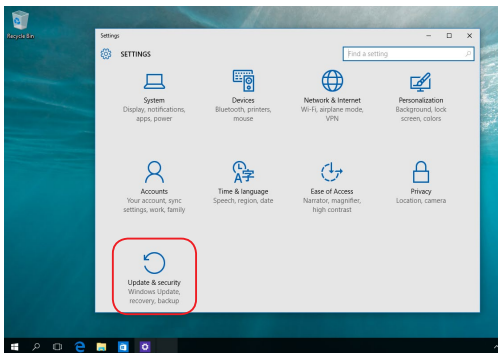 Recycle Bin
Settings
SETTINGS
Find a setting
System
Display, notifications,
apps, power
Devices
Bluetooth, printers,
mouse
Network & Internet
Wi-Fi, airplane mode,
VPN
Personalization
Background, lock
screen, colors
Accounts
Your account, sync
settings, work, family
Time & language
Speech, region, date
Ease of Access
Narrator, magnifier,
high contrast
Privacy
Location, camera
Update & security
Windows Update,
recovery, backup